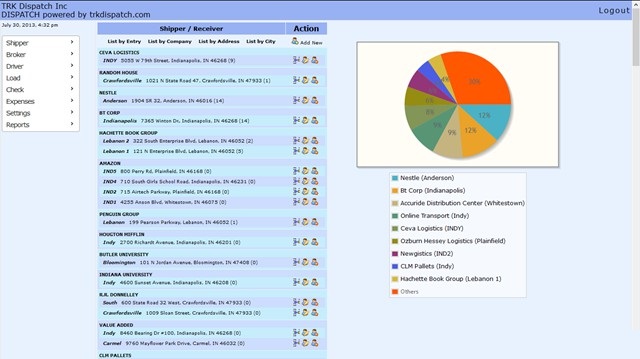 TRK Dispatch Inc
DISPATCH powered by trkdispatch.com
Logout
July 30, 2013, 4:32 pm
Shipper
Broker
Driver
Load
Check
Expenses
Settings
Reports
Shipper / Receiver Action
List by Entry List by Company List by Address List by City Add New
CEVA LOGISTICS
INDY 5055 W 79th Street, Indianapolis, IN 46268 (9)
RANDOM HOUSE
Crawfordsville 1021 N State Road 47, Crawfordsville, IN 47933 (1)
NESTLE
Anderson 1904 SR 32, Anderson, IN 46016 (14)
BT CORP
Indianapolis 7365 Winton Dr, Indianapolis, IN 46268 (14)
HACHETTE BOOK GROUP
Lebanon 2 322 South Enterprise Blvd, Lebanon, IN 46052 (2)
Lebanon 1 121 N Enterprise Blvd, Lebanon, IN 46052 (5)
AMAZON
IND5 800 Perry Rd, Plainfield, IN 46168 (0)
IND4 710 South Girls School Road, Indianapolis, IN 46231 (0)
IND2 715 Airtech Parkway, Plainfield, IN 46168 (0)
IND1 4255 Anson Blvd, Whitestown, IN 46075 (0)
PENGUIN GROUP
Lebanon 199 Pearson Parkway, Lebanon, IN 46052 (1)
HOUGTON MIFFLIN
Indy 2700 Richardt Avenue, Indianapolis, IN 46201 (0)
BUTLER UNIVERSITY
Bloomington 101 N Jordan Avenue, Bloomington, IN 47408 (0)
INDIANA UNIVERSITY
Indy 4600 Sunset Avenue, Indianapolis, IN 46208 (0)
R.R. DONELLEY
South 600 State Road 32 West, Crawfordsville, IN 47933 (0)
Crawfordsville 1009 Sloan Street, Crawfordsville, IN 47933 (0)
VALUE ADDED
Indy 8460 Bearing Dr #100, Indianapolis, IN 46268 (0)
Carmel 9760 Mayflower Park Drive, Carmel, IN 46032 (0)
CLM PALLETS
12%
12%
9%
9%
8%
6%
4%
Nestle (Anderson)
Bt Corp (Indianapolis)
Accuride Distribution Center (Whitestown)
Online Transport (Indy)
Ceva Logistics (INDY)
Ozburn Hessey Logistics (Plainfield)
Newgistics (IND2)
CLM Pallets (Indy)
Hachette Book Group (Lebanon 1)
Others